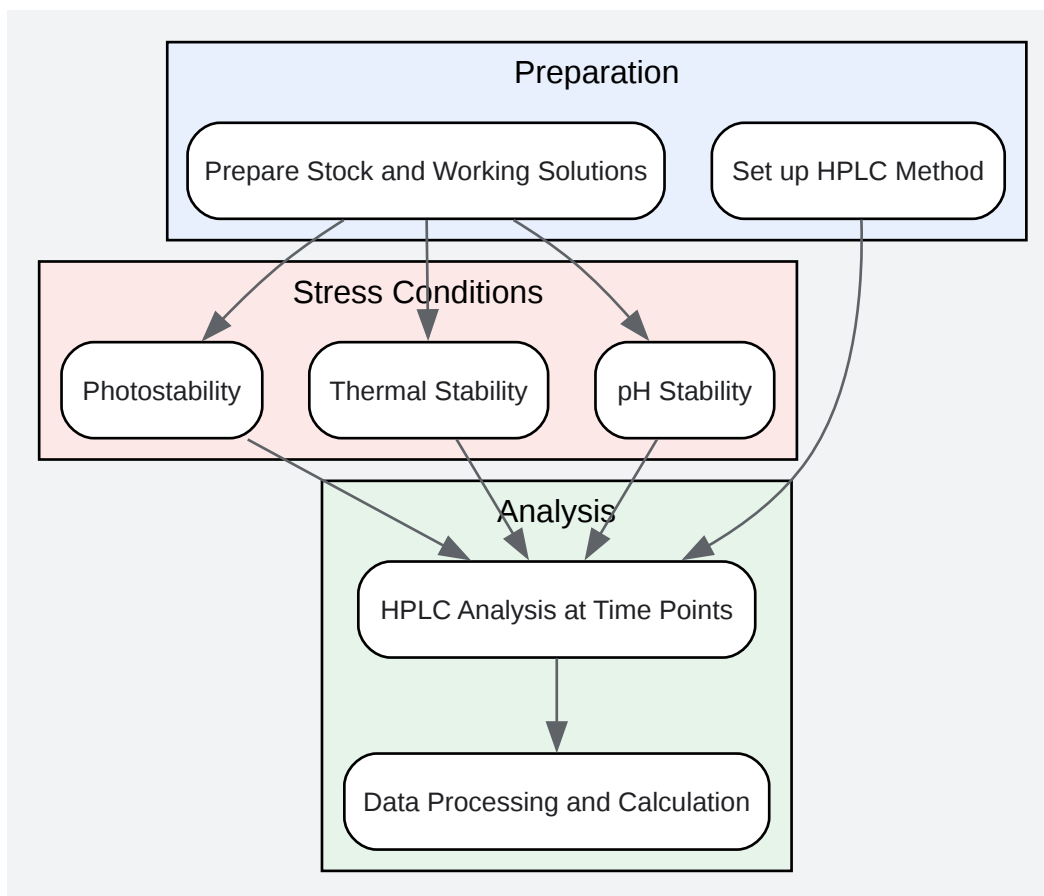 Preparation
Prepare Stock and Working Solutions
Set up HPLC Method
Stress Conditions
Photostability
Thermal Stability
pH Stability
Analysis
HPLC Analysis at Time Points
Data Processing and Calculation